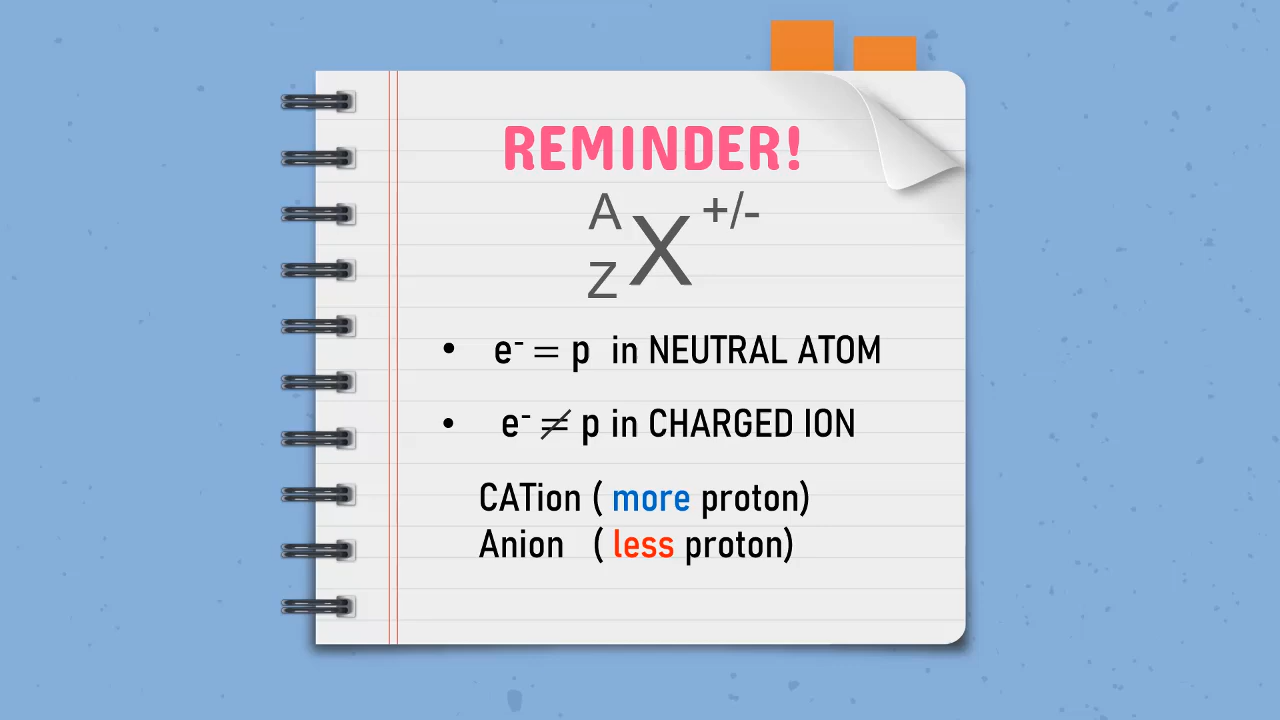 REMINDER!
A
X
+/-
Z
• e⁻ = p in NEUTRAL ATOM
• e⁻ ≠ p in CHARGED ION
CATion ( more proton)
Anion ( less proton)